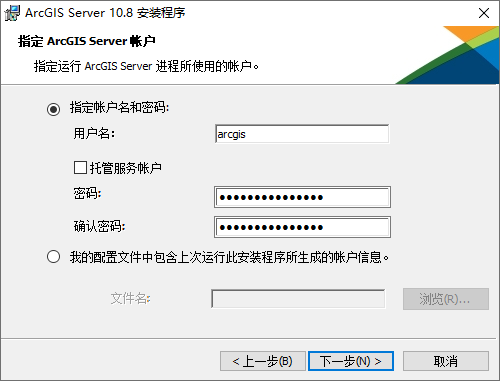 ArcGIS Server 10.8 安装程序
指定 ArcGIS Server 帐户
指定运行 ArcGIS Server 进程所使用的帐户。
指定帐户名和密码:
用户名: arcgis
托管服务帐户
密码: ●●●●●●●●●●●●●●●
确认密码: ●●●●●●●●●●●●●●●
我的配置文件中包含上次运行此安装程序所生成的帐户信息。
文件名: 浏览(R)...
< 上一步(B) 下一步(N) > 取消